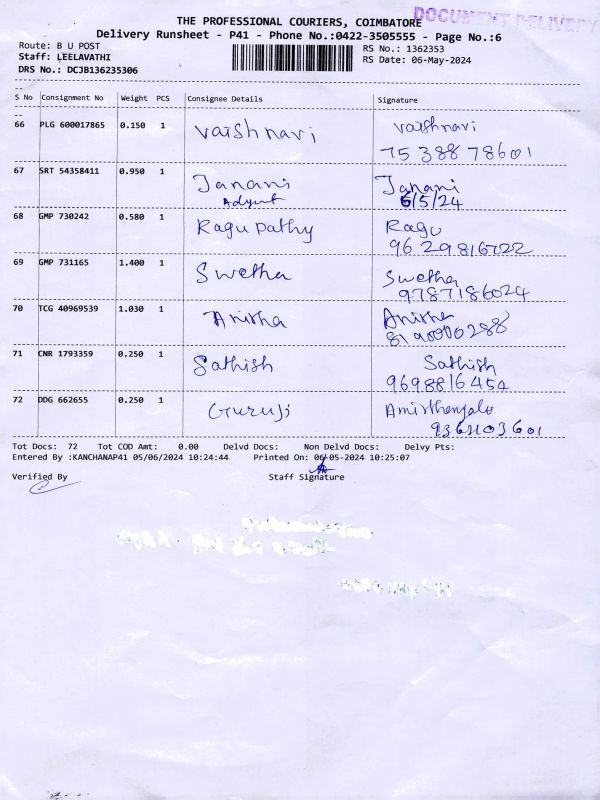 DOCUMENT DELIVERY
THE PROFESSIONAL COURIERS, COIMBATORE
Delivery Runsheet - P41 - Phone No.:0422-3505555 - Page No.:6
Route: B U POST RS No.: 1362353
Staff: LEELAVATHI RS Date: 06-May-2024
DRS No.: DCJB136235306
S No Consignment No Weight PCS Consignee Details Signature
66 PLG 600017865 0.150 1 Vaishnavi Vaishnavi
75 388 78601
67 SRT 54358411 0.950 1 Janani Janani
6/5/24
68 GMP 730242 0.580 1 Ragupathy Ragu
69 GMP 731165 1.400 1 Swetha Swetha
9787186024
70 TCG 40969539 1.030 1 Anisha Anisha
71 CNR 1793359 0.250 1 Sathish Sathish
9698816454
72 DDG 662655 0.250 1 Guruji
Tot Docs: 72 Tot COD Amt: 0.00 Delvd Docs: Non Delvd Docs: Delvy Pts:
Entered By :KANCHANAP41 05/06/2024 10:24:44 Printed On: 06-05-2024 10:25:07
Verified By Staff Signature